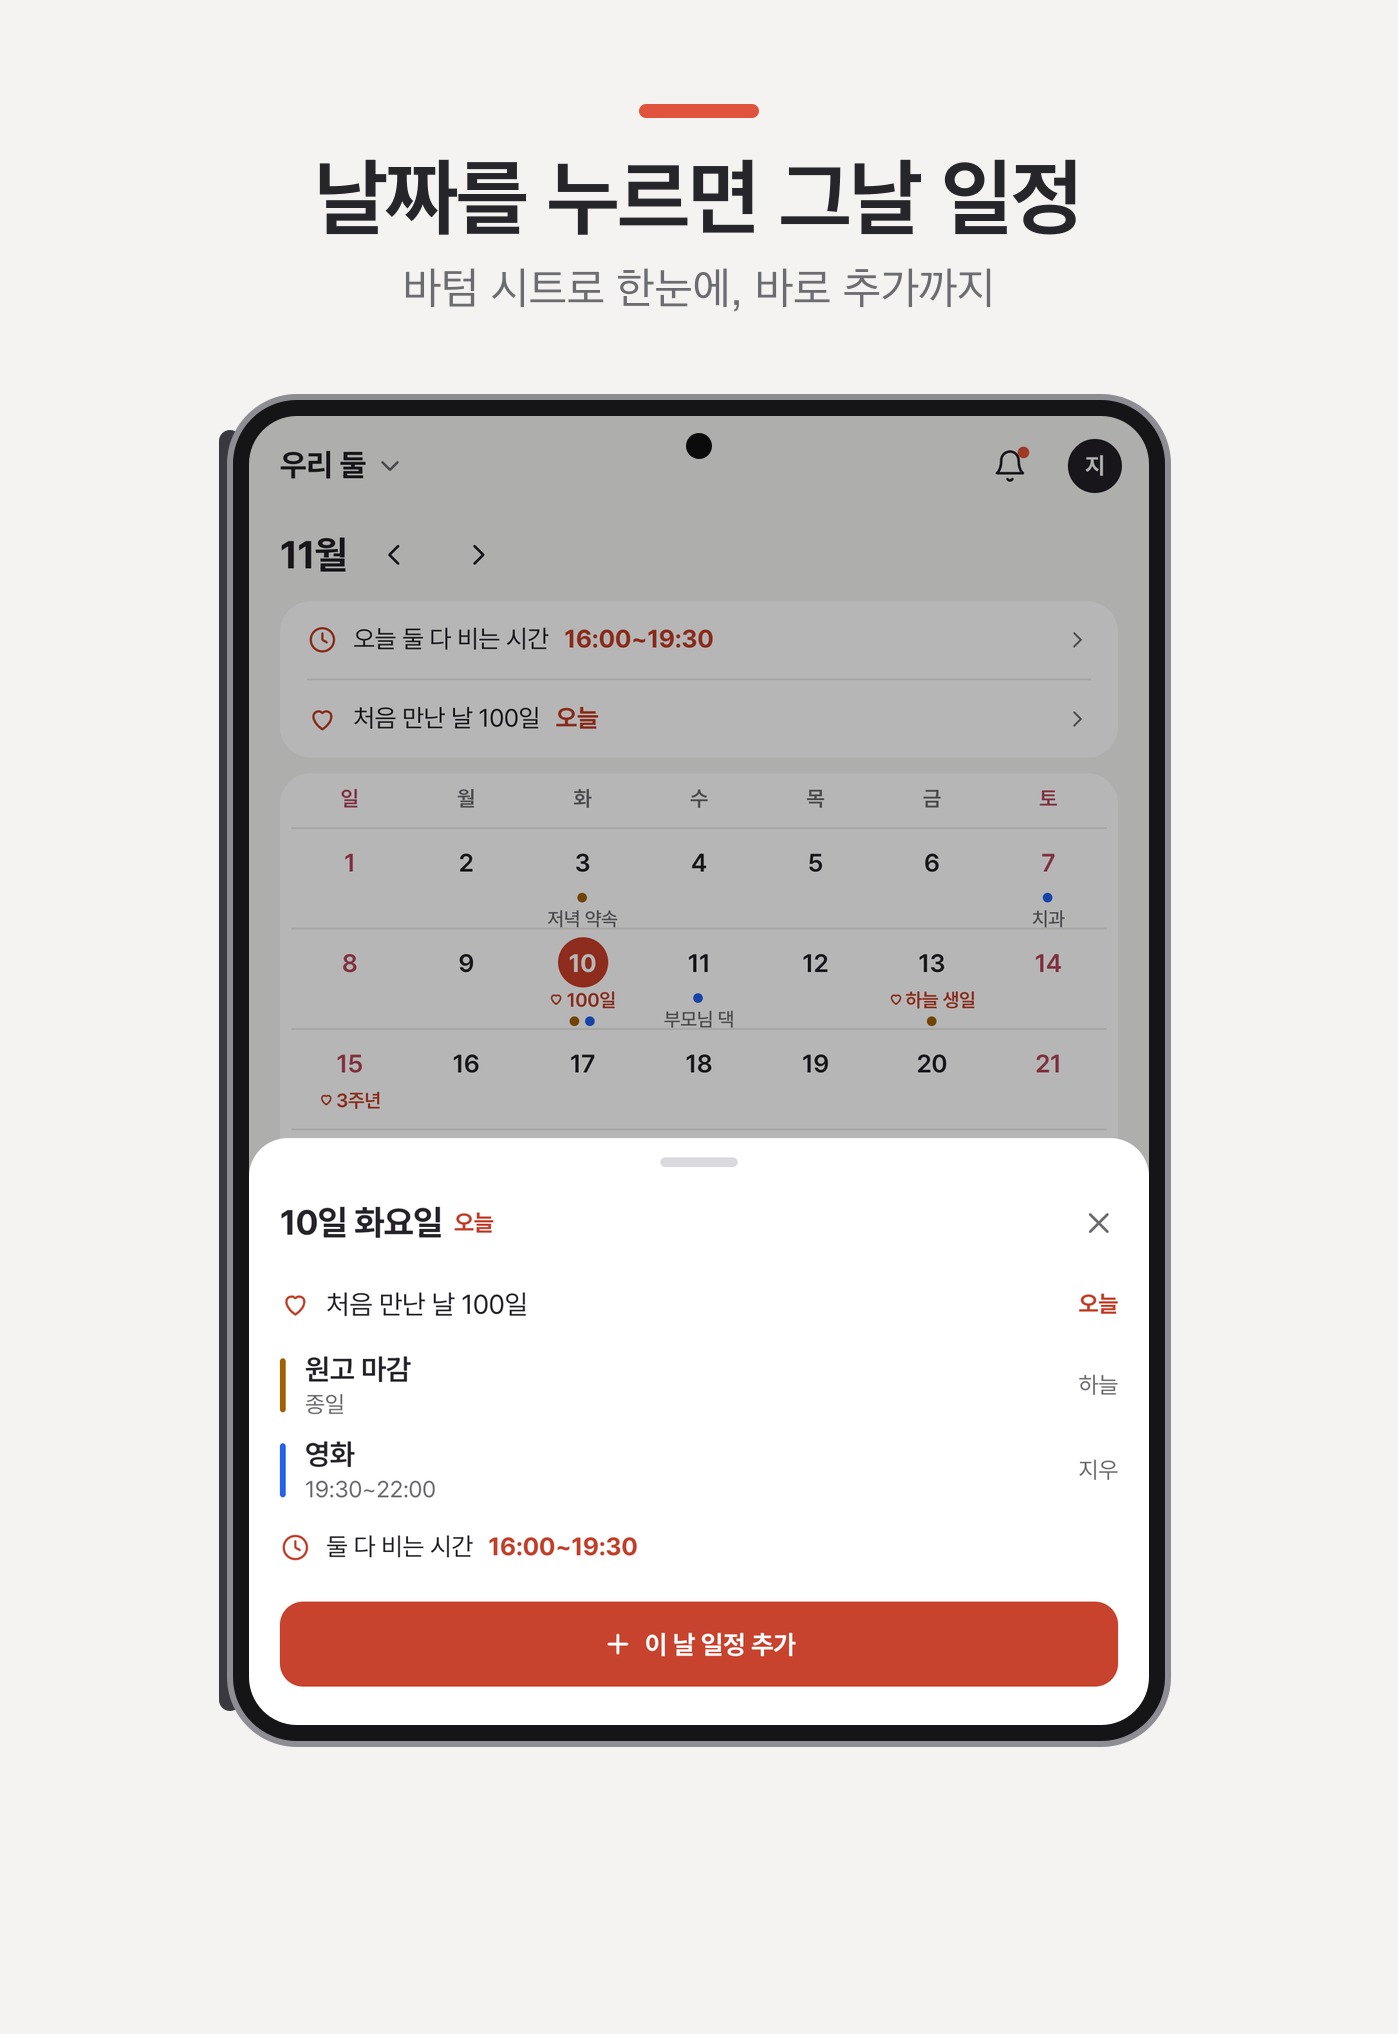 날짜를 누르면 그날 일정
바텀 시트로 한눈에, 바로 추가까지
우리 둘
지
11월
오늘 둘 다 비는 시간 16:00~19:30
처음 만난 날 100일 오늘
일 월 화 수 목 금 토
1 2 3 4 5 6 7
저녁 약속 치과
8 9 10 11 12 13 14
100일 하늘 생일
부모님 댁
15 16 17 18 19 20 21
3주년
10일 화요일 오늘
처음 만난 날 100일 오늘
원고 마감
종일 하늘
영화
19:30~22:00 지우
둘 다 비는 시간 16:00~19:30
이 날 일정 추가